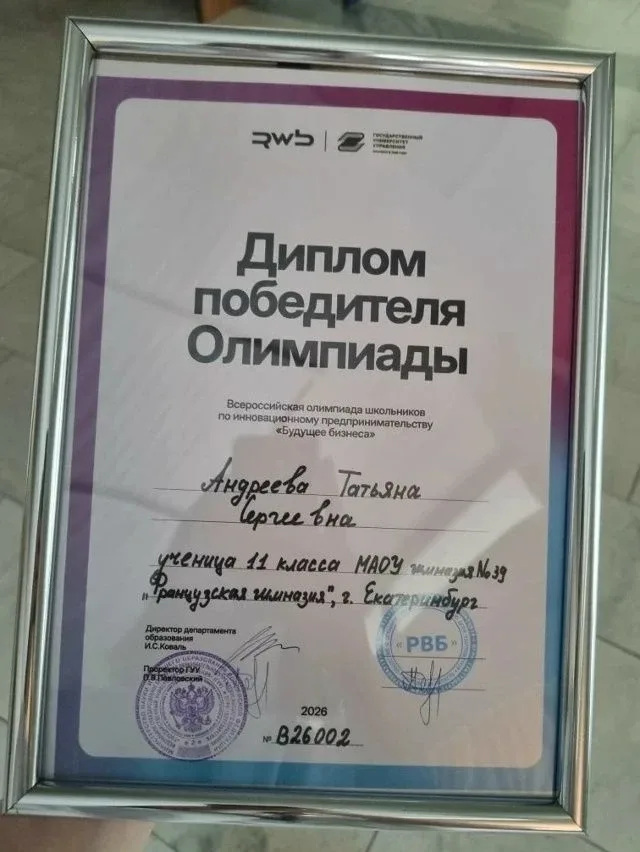 RWB
ГОСУДАРСТВЕННЫЙ
УНИВЕРСИТЕТ
УПРАВЛЕНИЯ
Диплом
победителя
Олимпиады
Всероссийская олимпиада школьников
по инновационному предпринимательству
«Будущее бизнеса»
Андреева Татьяна
Сергеевна
ученица 11 класса МАОУ гимназия №39
„Французская гимназия", г. Екатеринбург
Директор департамента
образования
И.С.Коваль
Проректор ГУУ
П.В.Павловский
«РВБ»
2026
№ В26002